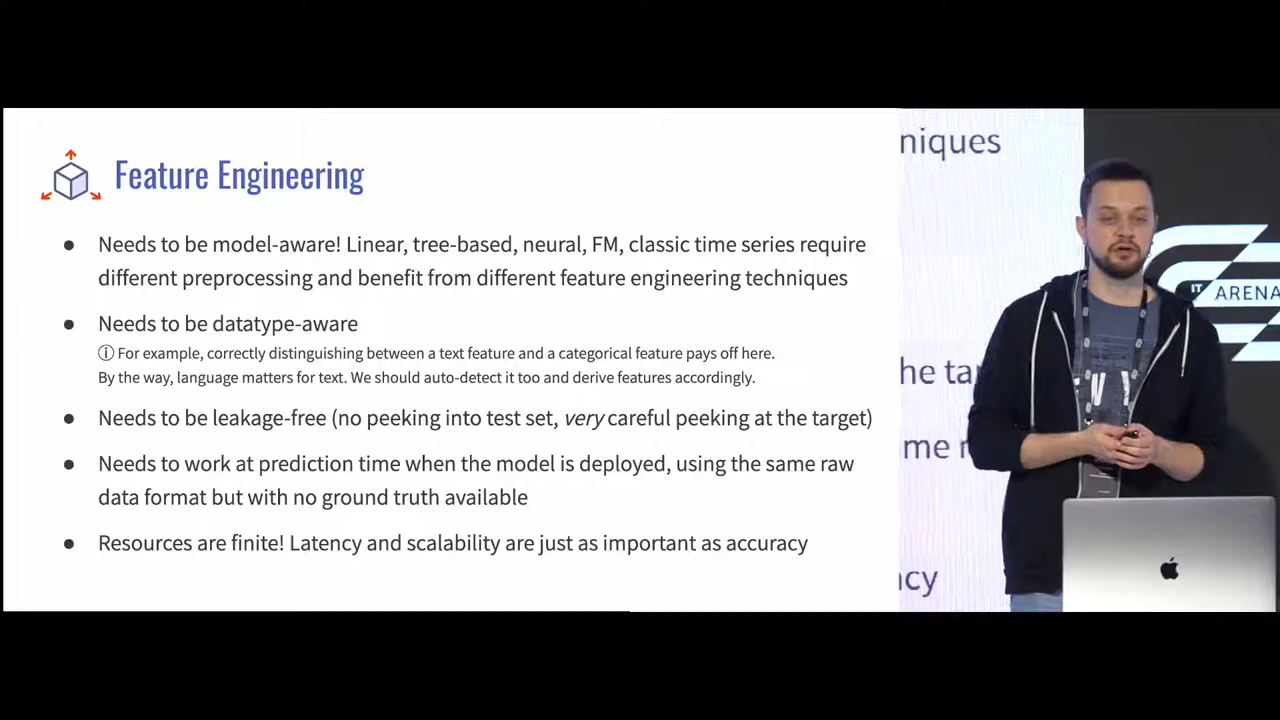 Feature Engineering
● Needs to be model-aware! Linear, tree-based, neural, FM, classic time series require
different preprocessing and benefit from different feature engineering techniques
● Needs to be datatype-aware
ⓘ For example, correctly distinguishing between a text feature and a categorical feature pays off here.
By the way, language matters for text. We should auto-detect it too and derive features accordingly.
● Needs to be leakage-free (no peeking into test set, very careful peeking at the target)
● Needs to work at prediction time when the model is deployed, using the same raw
data format but with no ground truth available
● Resources are finite! Latency and scalability are just as important as accuracy
niques
he ta
me r
cy
IT ARENA